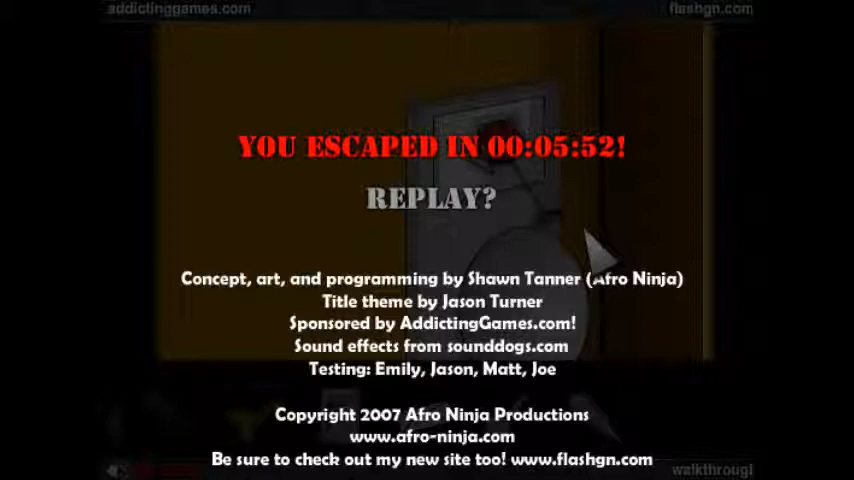 addictinggames.com flashgn.com
YOU ESCAPED IN 00:05:52!
REPLAY?
Concept, art, and programming by Shawn Tanner (Afro Ninja)
Title theme by Jason Turner
Sponsored by AddictingGames.com!
Sound effects from sounddogs.com
Testing: Emily, Jason, Matt, Joe
Copyright 2007 Afro Ninja Productions
www.afro-ninja.com
Be sure to check out my new site too! www.flashgn.com
walkthrough